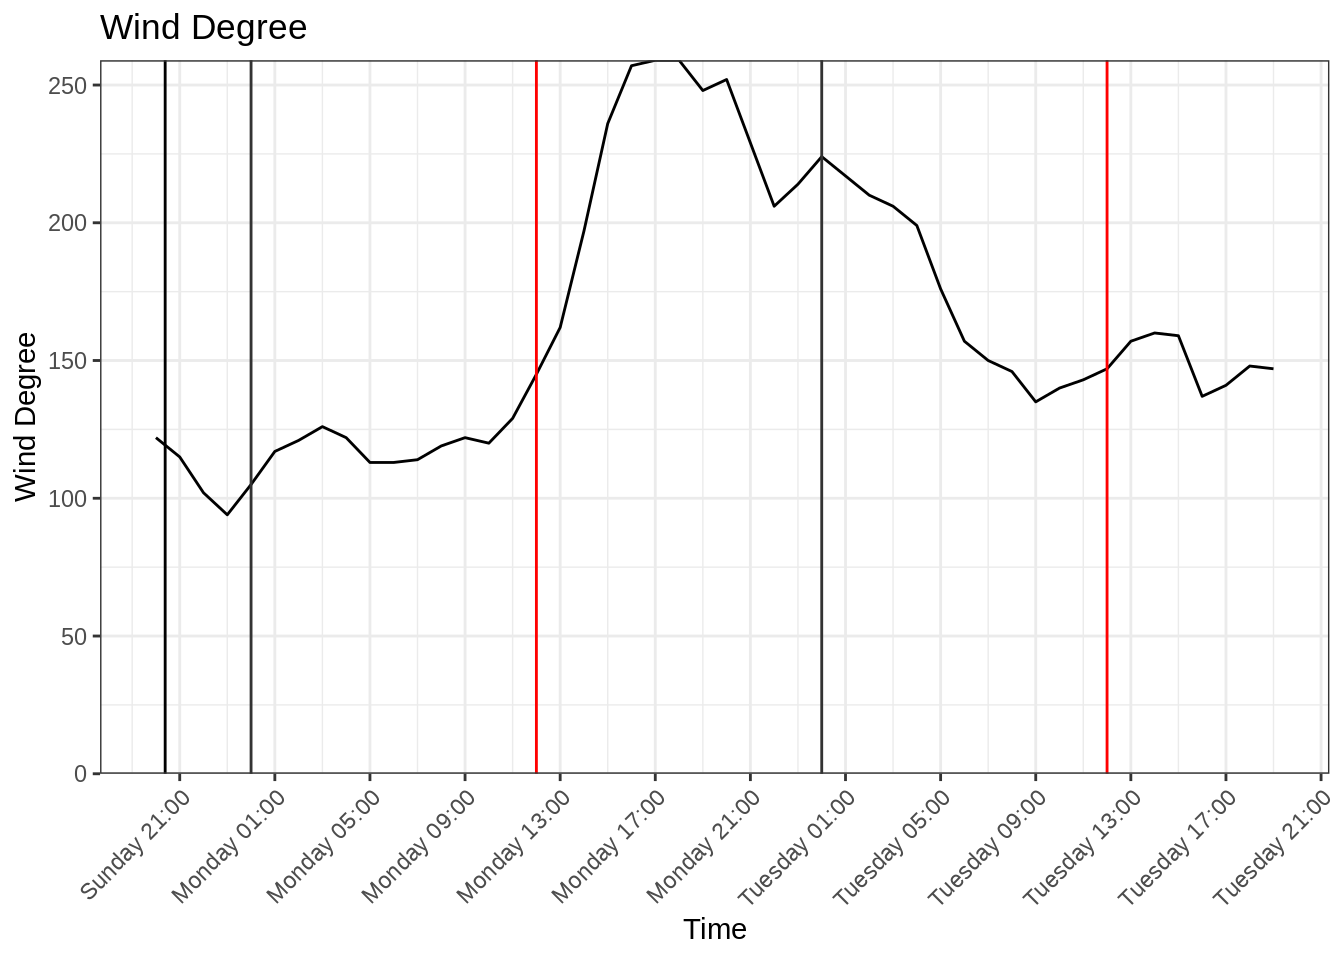 Wind Degree
Wind Degree
250
200
150
100
50
0
Sunday 21:00
Monday 01:00
Monday 05:00
Monday 09:00
Monday 13:00
Monday 17:00
Monday 21:00
Tuesday 01:00
Tuesday 05:00
Tuesday 09:00
Tuesday 13:00
Tuesday 17:00
Tuesday 21:00
Time